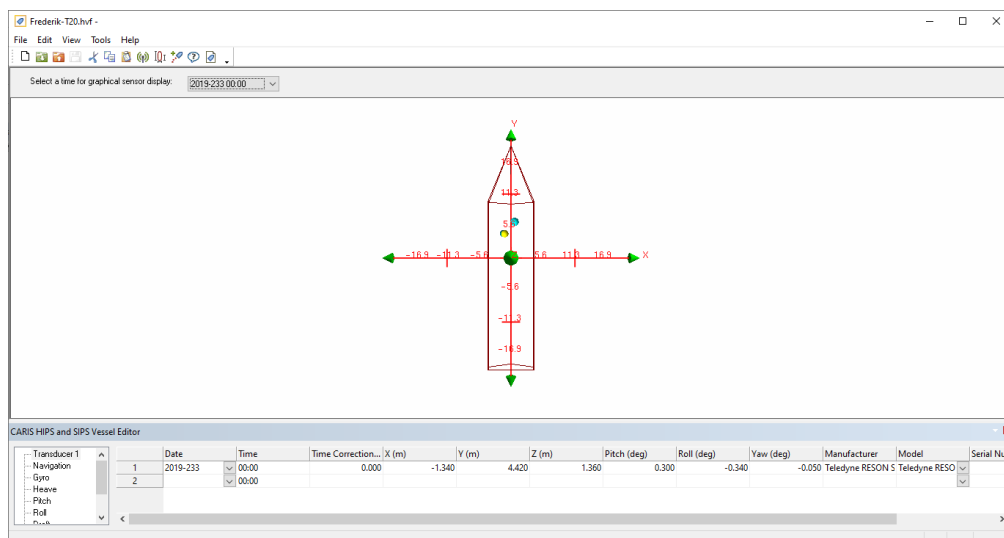 Frederik-T20.hvf -
File Edit View Tools Help
Select a time for graphical sensor display: 2019-233 00:00
Y
16.9
11.3
5.6
-16.9 -11.3 -5.6 5.6 11.3 16.9 X
-5.6
-11.3
-16.9
CARIS HIPS and SIPS Vessel Editor
Transducer 1
Navigation
Gyro
Heave
Pitch
Roll
Draft
Date Time Time Correction... X (m) Y (m) Z (m) Pitch (deg) Roll (deg) Yaw (deg) Manufacturer Model Serial Nu
1 2019-233 00:00 0.000 -1.340 4.420 1.360 0.300 -0.340 -0.050 Teledyne RESON S Teledyne RESO
2 00:00